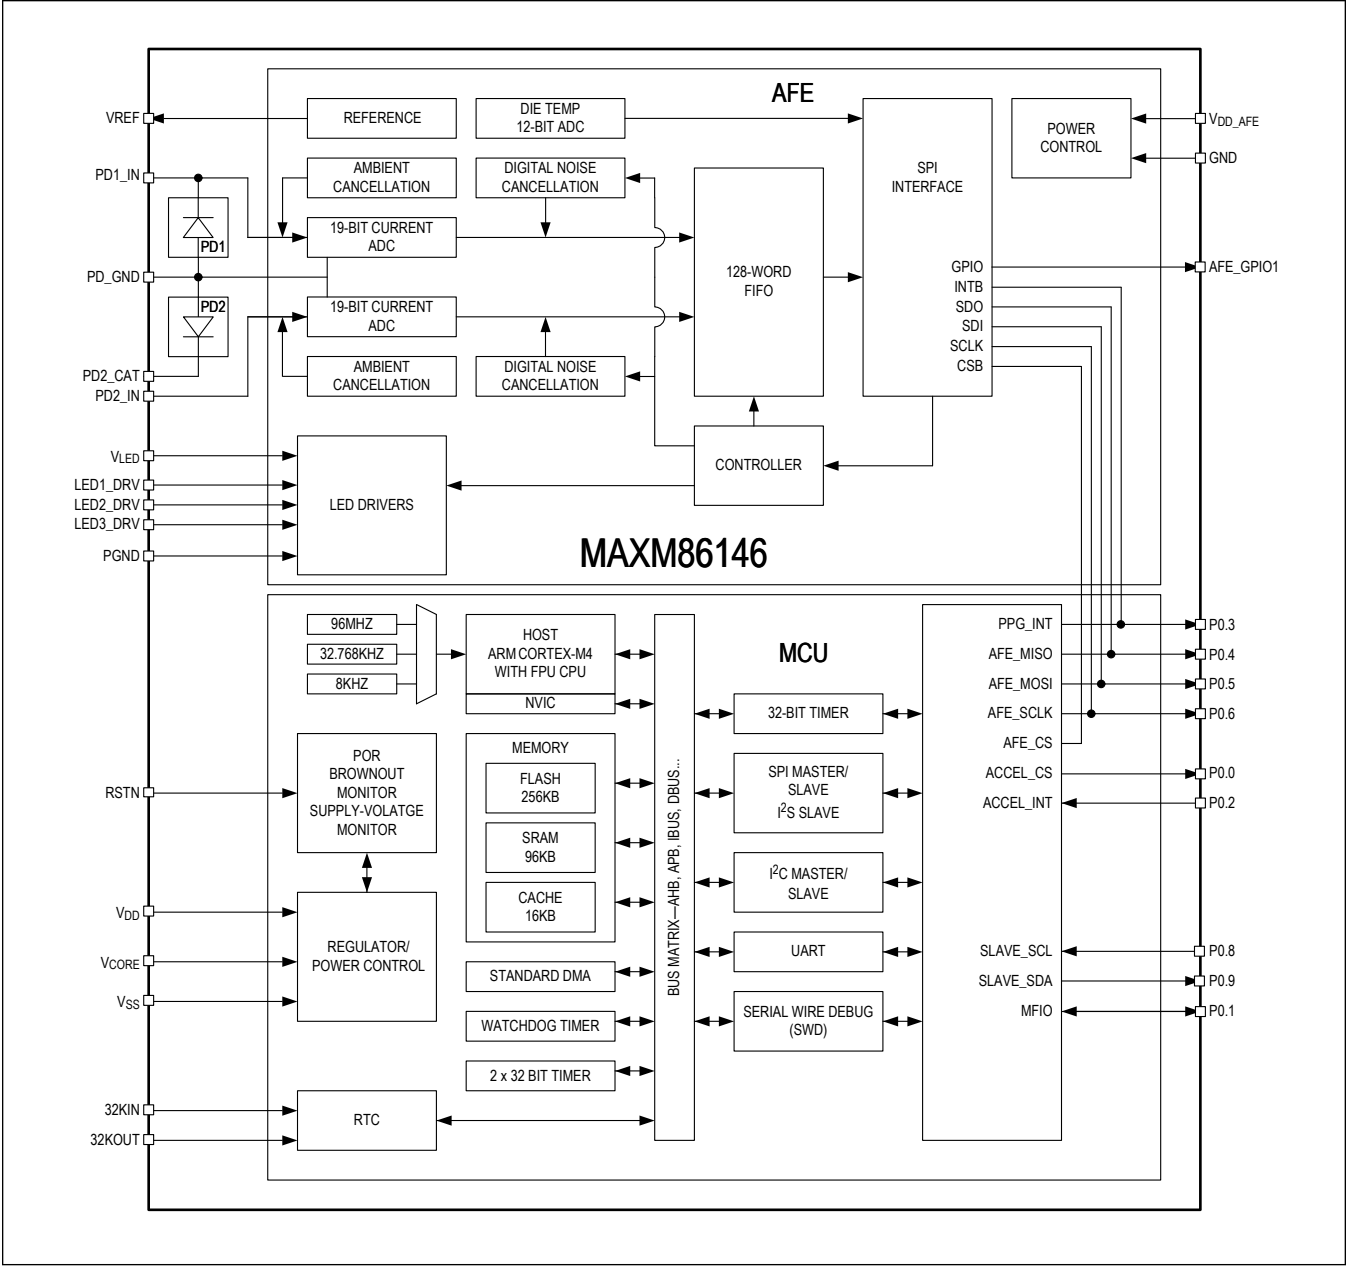 AFE
VREF
PD1_IN
PD_GND
PD2_CAT
PD2_IN
VLED
LED1_DRV
LED2_DRV
LED3_DRV
PGND
PD1
PD2
REFERENCE
DIE TEMP
12-BIT ADC
AMBIENT
CANCELLATION
DIGITAL NOISE
CANCELLATION
19-BIT CURRENT
ADC
19-BIT CURRENT
ADC
AMBIENT
CANCELLATION
DIGITAL NOISE
CANCELLATION
128-WORD
FIFO
SPI
INTERFACE
GPIO
INTB
SDO
SDI
SCLK
CSB
POWER
CONTROL
VDD_AFE
GND
AFE_GPIO1
CONTROLLER
LED DRIVERS
MAXM86146
MCU
96MHZ
32.768KHZ
8KHZ
HOST
ARM CORTEX-M4
WITH FPU CPU
NVIC
MEMORY
FLASH
256KB
SRAM
96KB
CACHE
16KB
STANDARD DMA
WATCHDOG TIMER
2 x 32 BIT TIMER
RSTN
POR
BROWNOUT
MONITOR
SUPPLY-VOLATGE
MONITOR
VDD
VCORE
VSS
REGULATOR/
POWER CONTROL
32KIN
32KOUT
RTC
BUS MATRIX—AHB, APB, IBUS, DBUS...
32-BIT TIMER
SPI MASTER/
SLAVE
I2S SLAVE
I2C MASTER/
SLAVE
UART
SERIAL WIRE DEBUG
(SWD)
PPG_INT
AFE_MISO
AFE_MOSI
AFE_SCLK
AFE_CS
ACCEL_CS
ACCEL_INT
SLAVE_SCL
SLAVE_SDA
MFIO
P0.3
P0.4
P0.5
P0.6
P0.0
P0.2
P0.8
P0.9
P0.1